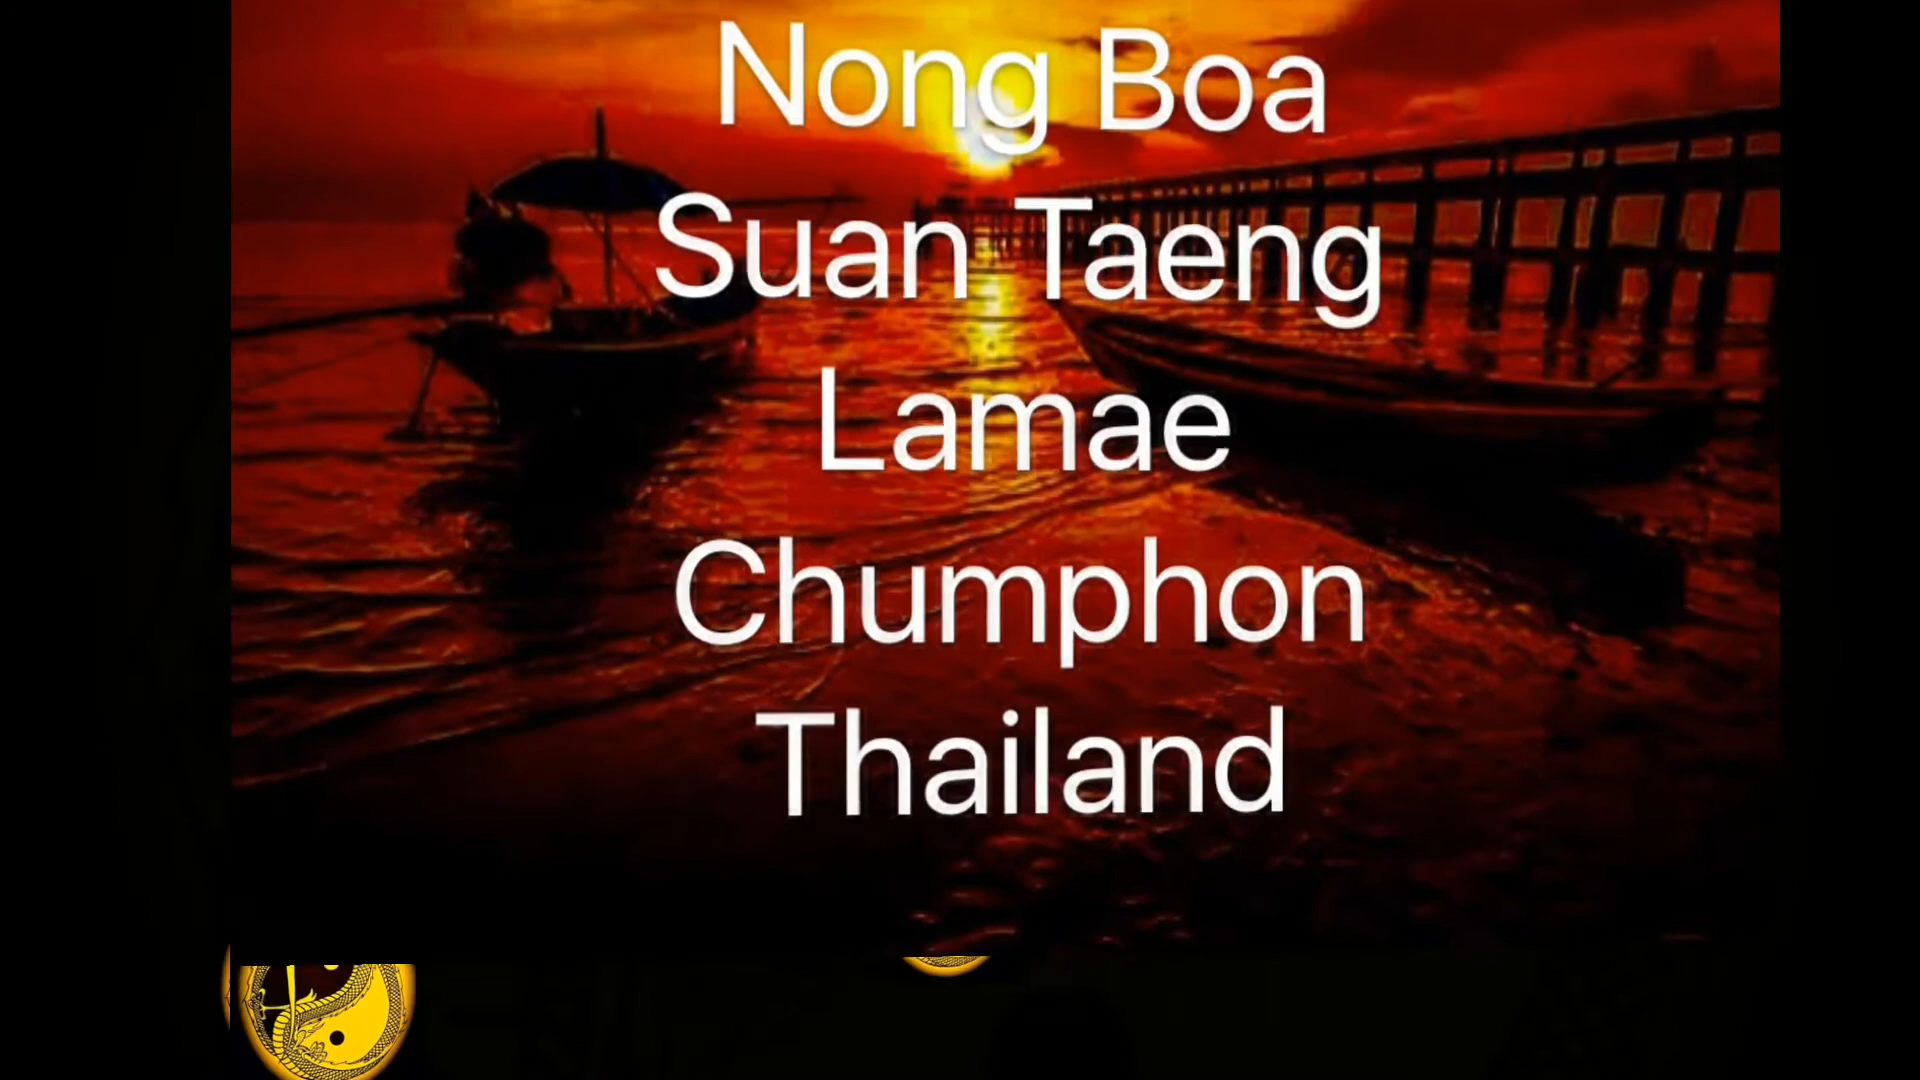 Nong Boa
Suan Taeng
Lamae
Chumphon
Thailand